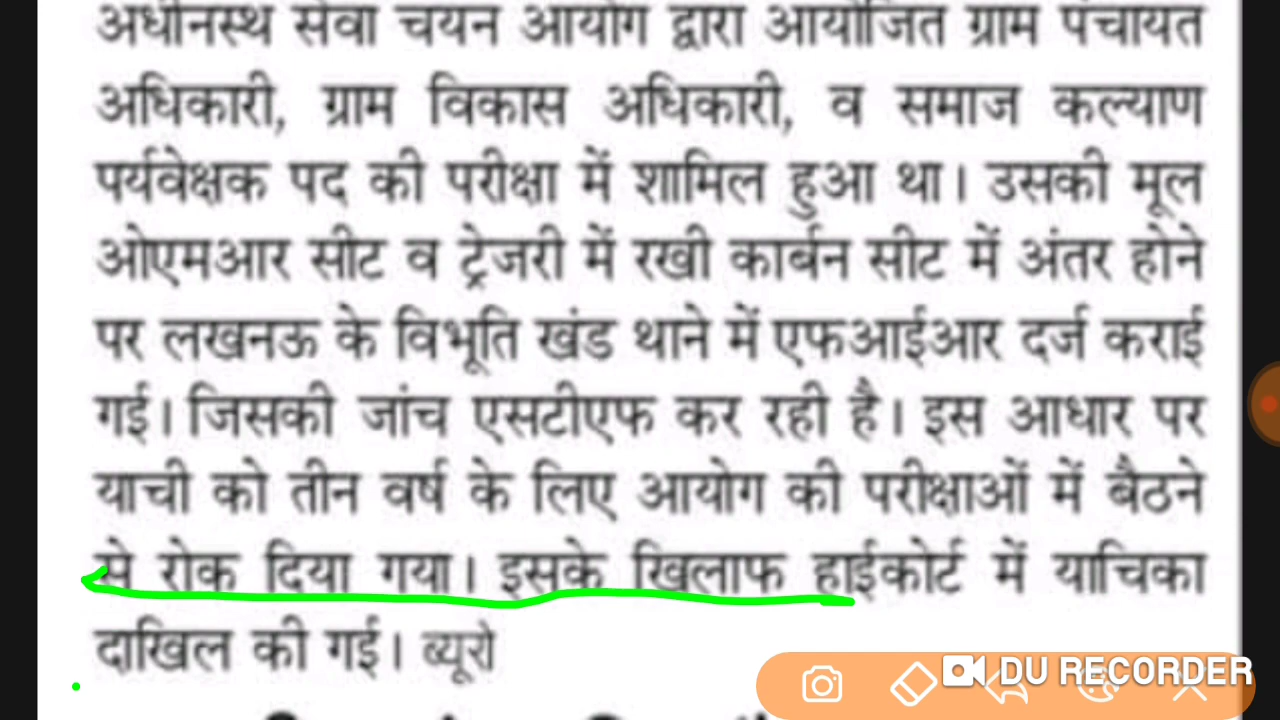 अधीनस्थ सेवा चयन आयोग द्वारा आयोजित ग्राम पंचायत
अधिकारी, ग्राम विकास अधिकारी, व समाज कल्याण
पर्यवेक्षक पद की परीक्षा में शामिल हुआ था। उसकी मूल
ओएमआर सीट व ट्रेजरी में रखी कार्बन सीट में अंतर होने
पर लखनऊ के विभूति खंड थाने में एफआईआर दर्ज कराई
गई। जिसकी जांच एसटीएफ कर रही है। इस आधार पर
याची को तीन वर्ष के लिए आयोग की परीक्षाओं में बैठने
से रोक दिया गया। इसके खिलाफ हाईकोर्ट में याचिका
दाखिल की गई। ब्यूरो
DU RECORDER